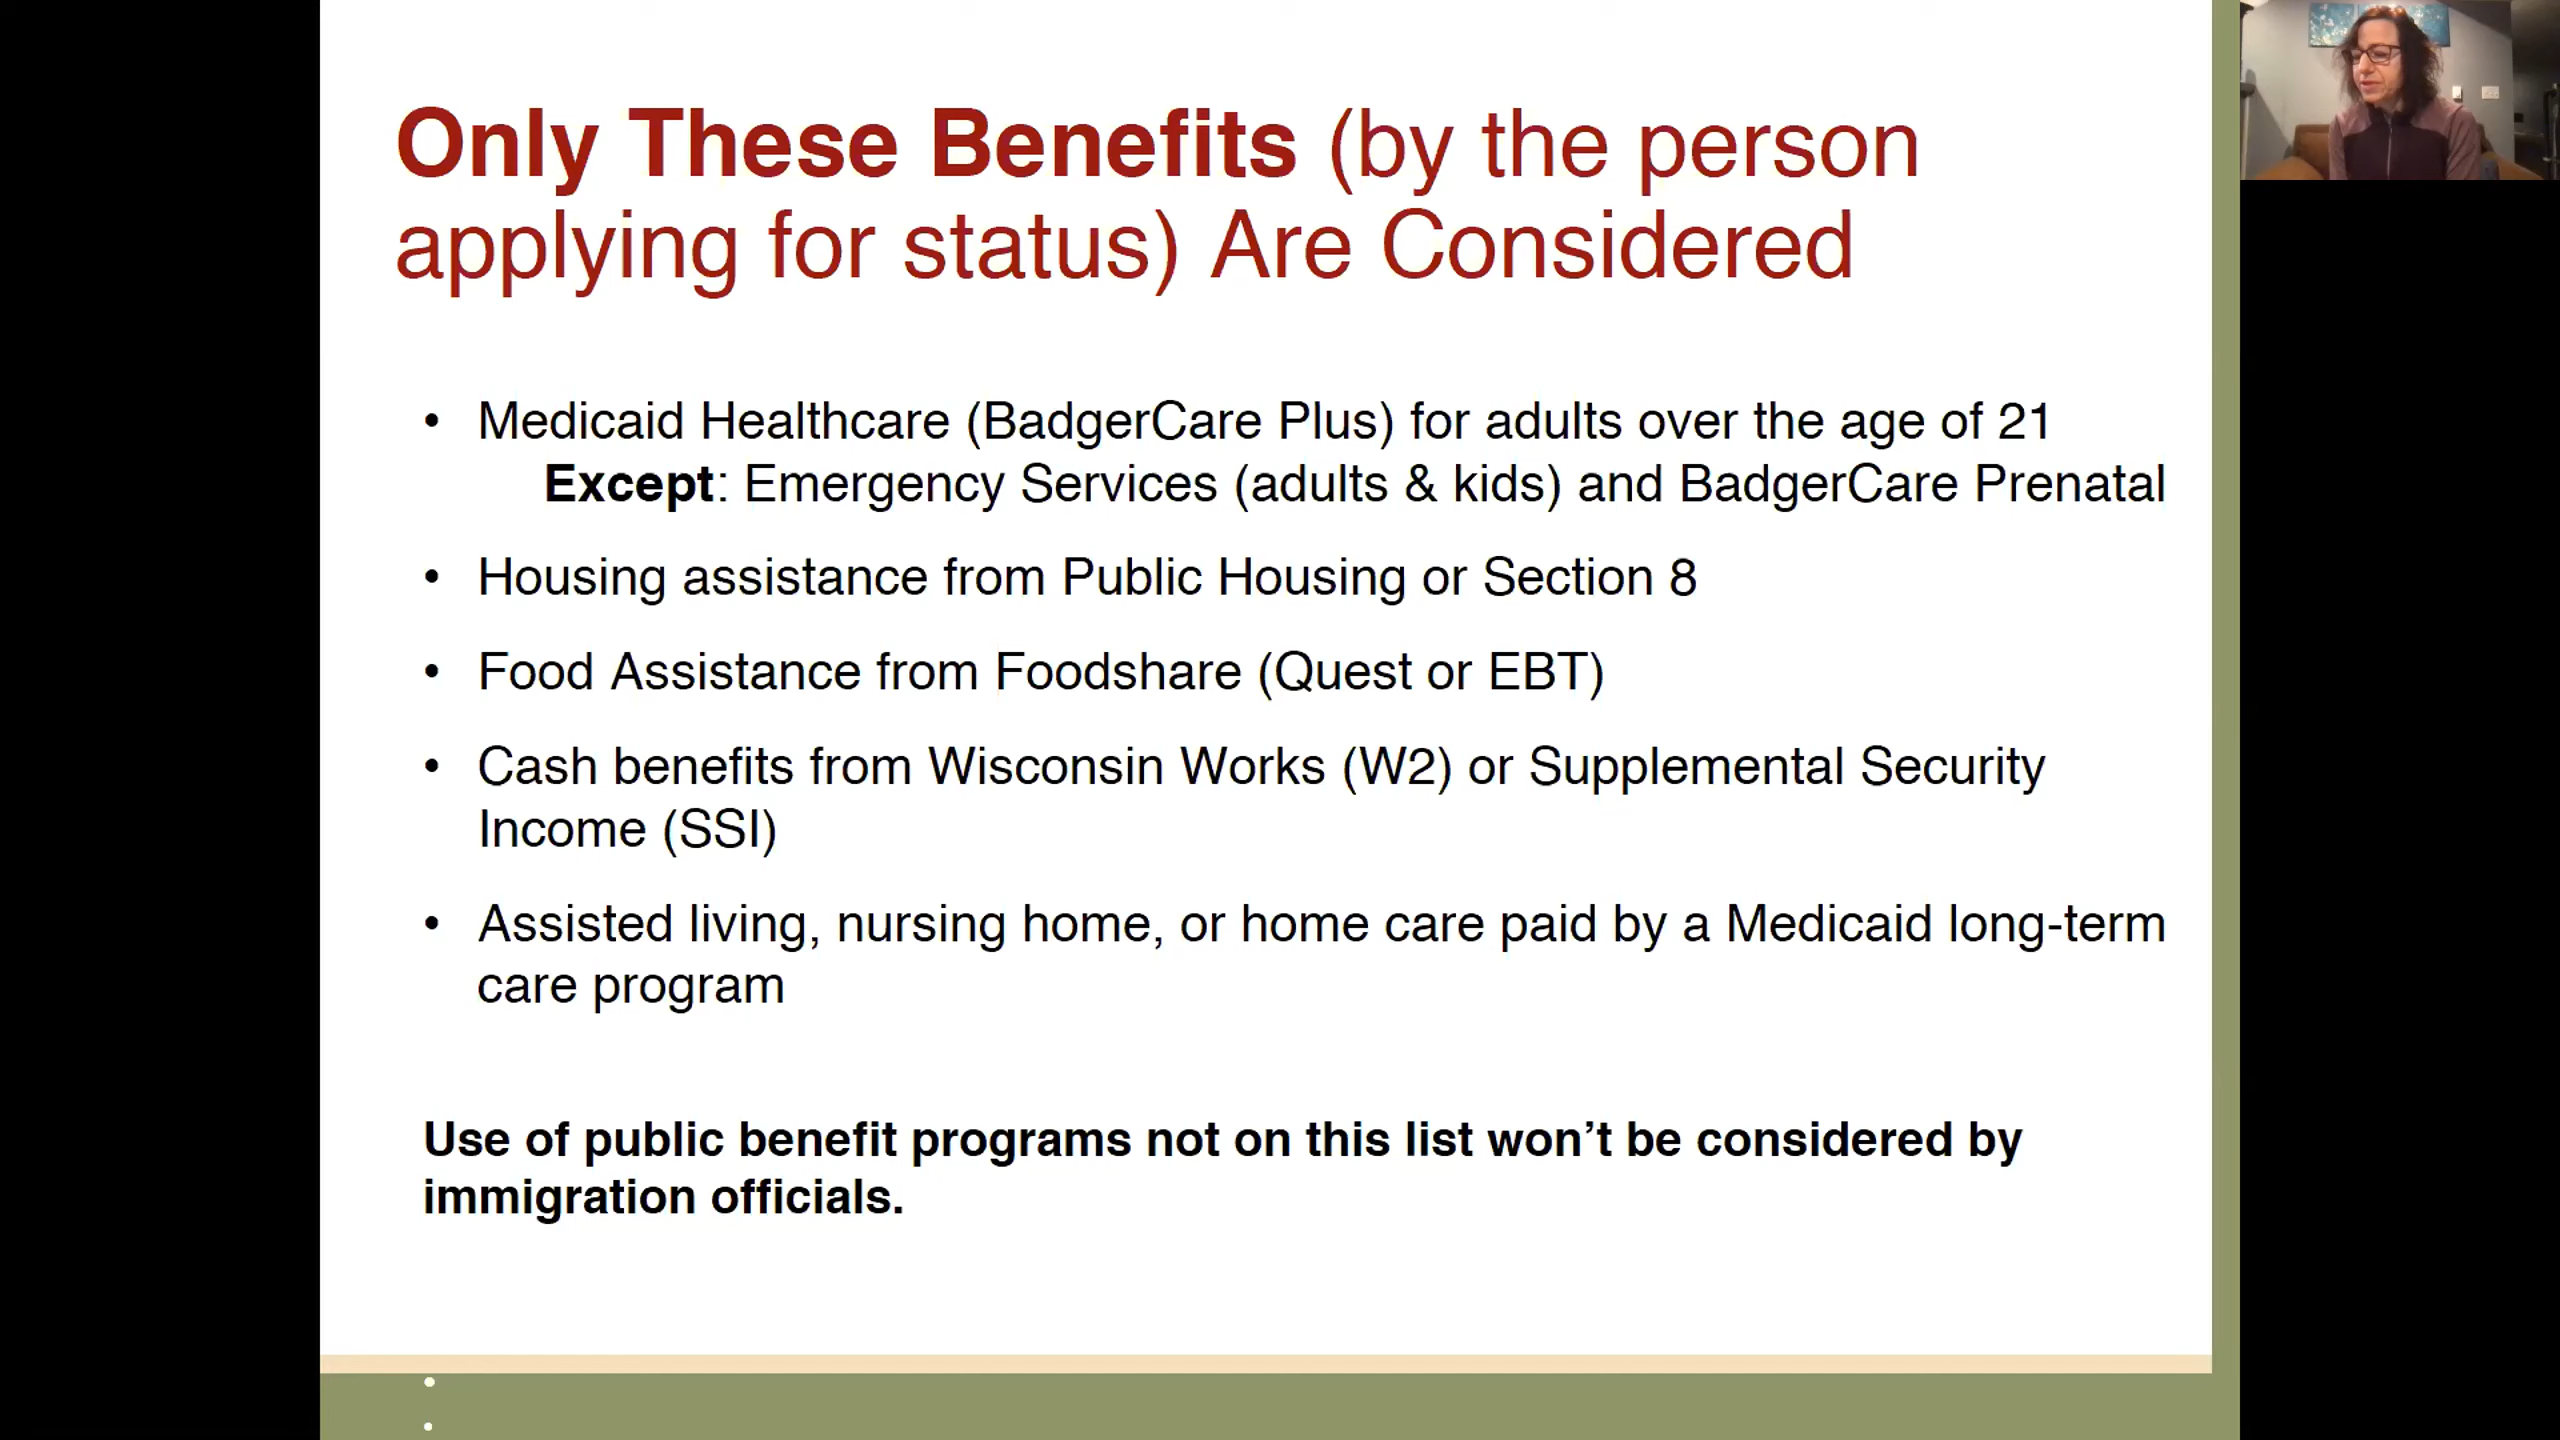 Only These Benefits (by the person
applying for status) Are Considered
• Medicaid Healthcare (BadgerCare Plus) for adults over the age of 21
Except: Emergency Services (adults & kids) and BadgerCare Prenatal
• Housing assistance from Public Housing or Section 8
• Food Assistance from Foodshare (Quest or EBT)
• Cash benefits from Wisconsin Works (W2) or Supplemental Security
Income (SSI)
• Assisted living, nursing home, or home care paid by a Medicaid long-term
care program
Use of public benefit programs not on this list won’t be considered by
immigration officials.